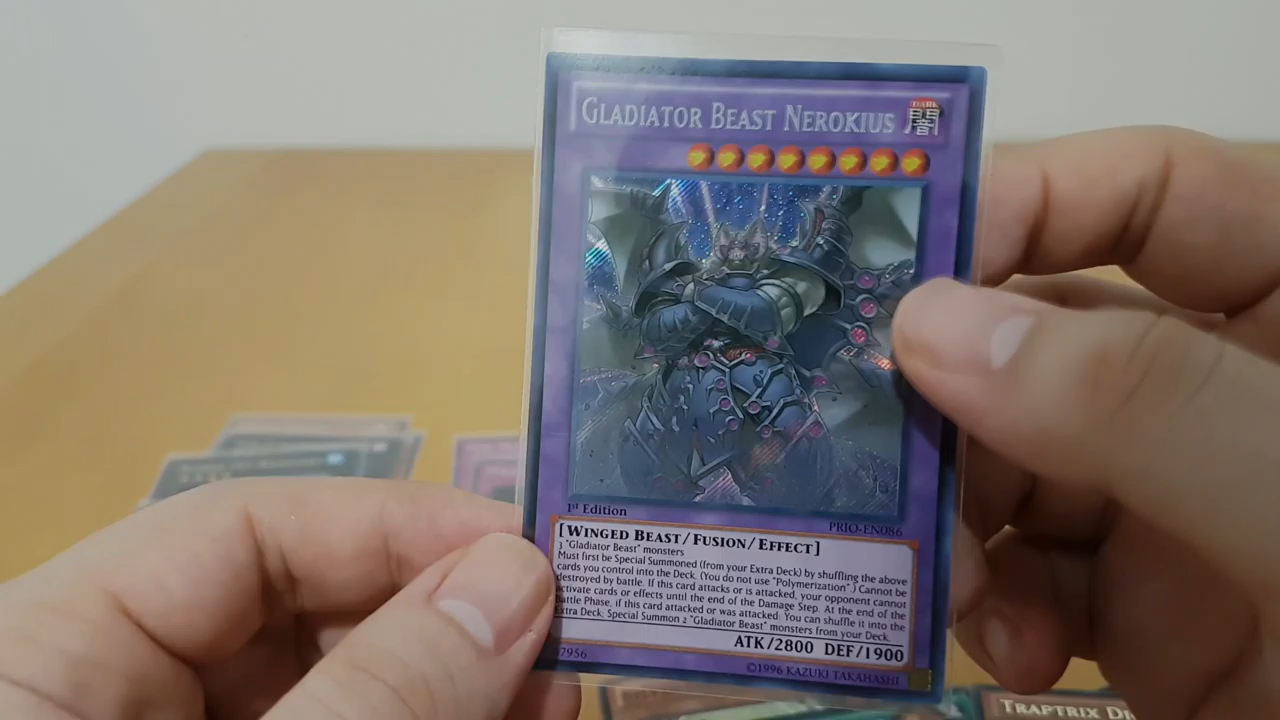 GLADIATOR BEAST NEROKIUS
DARK
闇
1st Edition
PRIO-EN086
[WINGED BEAST/FUSION/EFFECT]
3 "Gladiator Beast" monsters
Must first be Special Summoned (from your Extra Deck) by shuffling the above
cards you control into the Deck. (You do not use "Polymerization".) Cannot be
destroyed by battle. If this card attacks or is attacked, your opponent cannot
activate cards or effects until the end of the Damage Step. At the end of the
Battle Phase, if this card attacked or was attacked: You can shuffle it into the
Extra Deck; Special Summon 2 "Gladiator Beast" monsters from your Deck.
ATK/2800 DEF/1900
7956
©1996 KAZUKI TAKAHASHI
TRAPTRIX